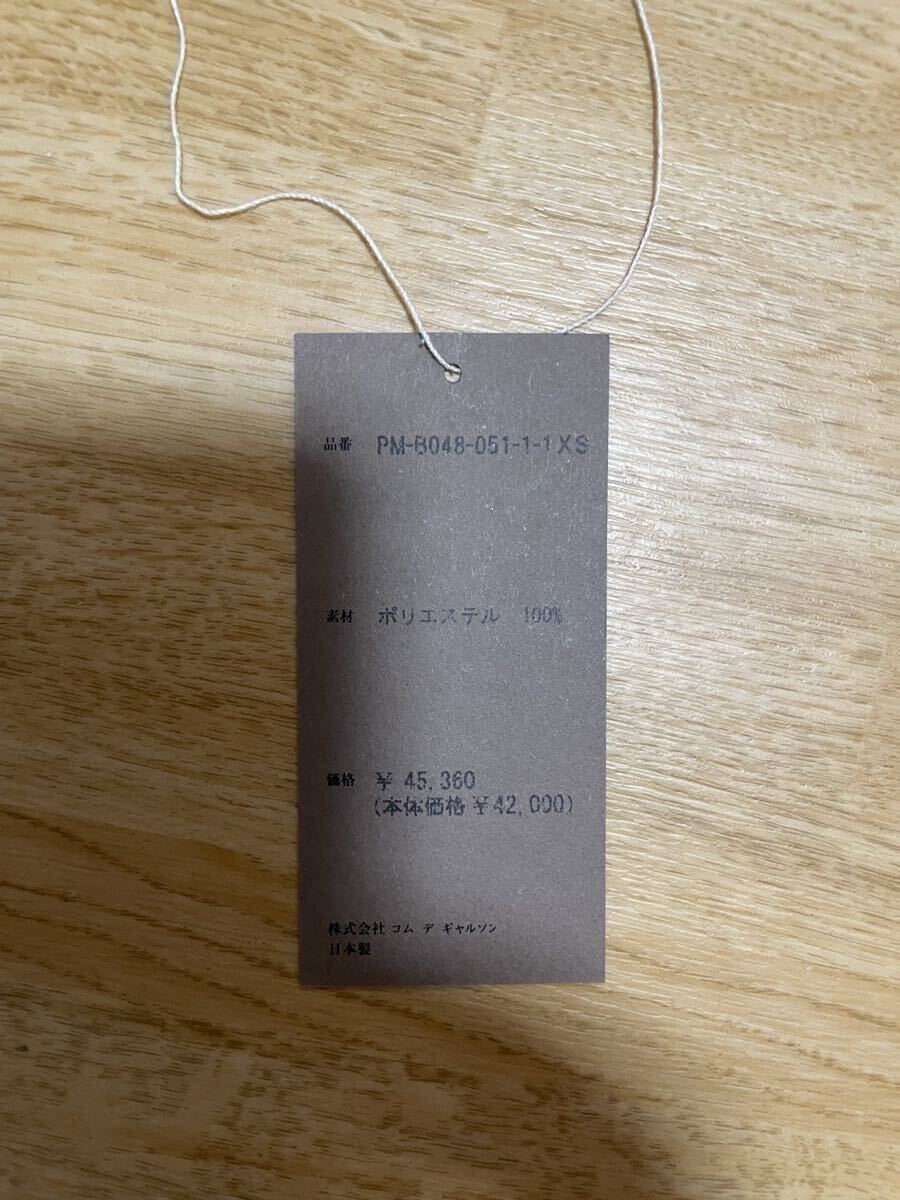 品番 PM-B048-051-1-1 XS
素材 ポリエステル 100%
価格 ¥ 45,360
(本体価格 ¥42,000)
株式会社 コム デ ギャルソン
日本製